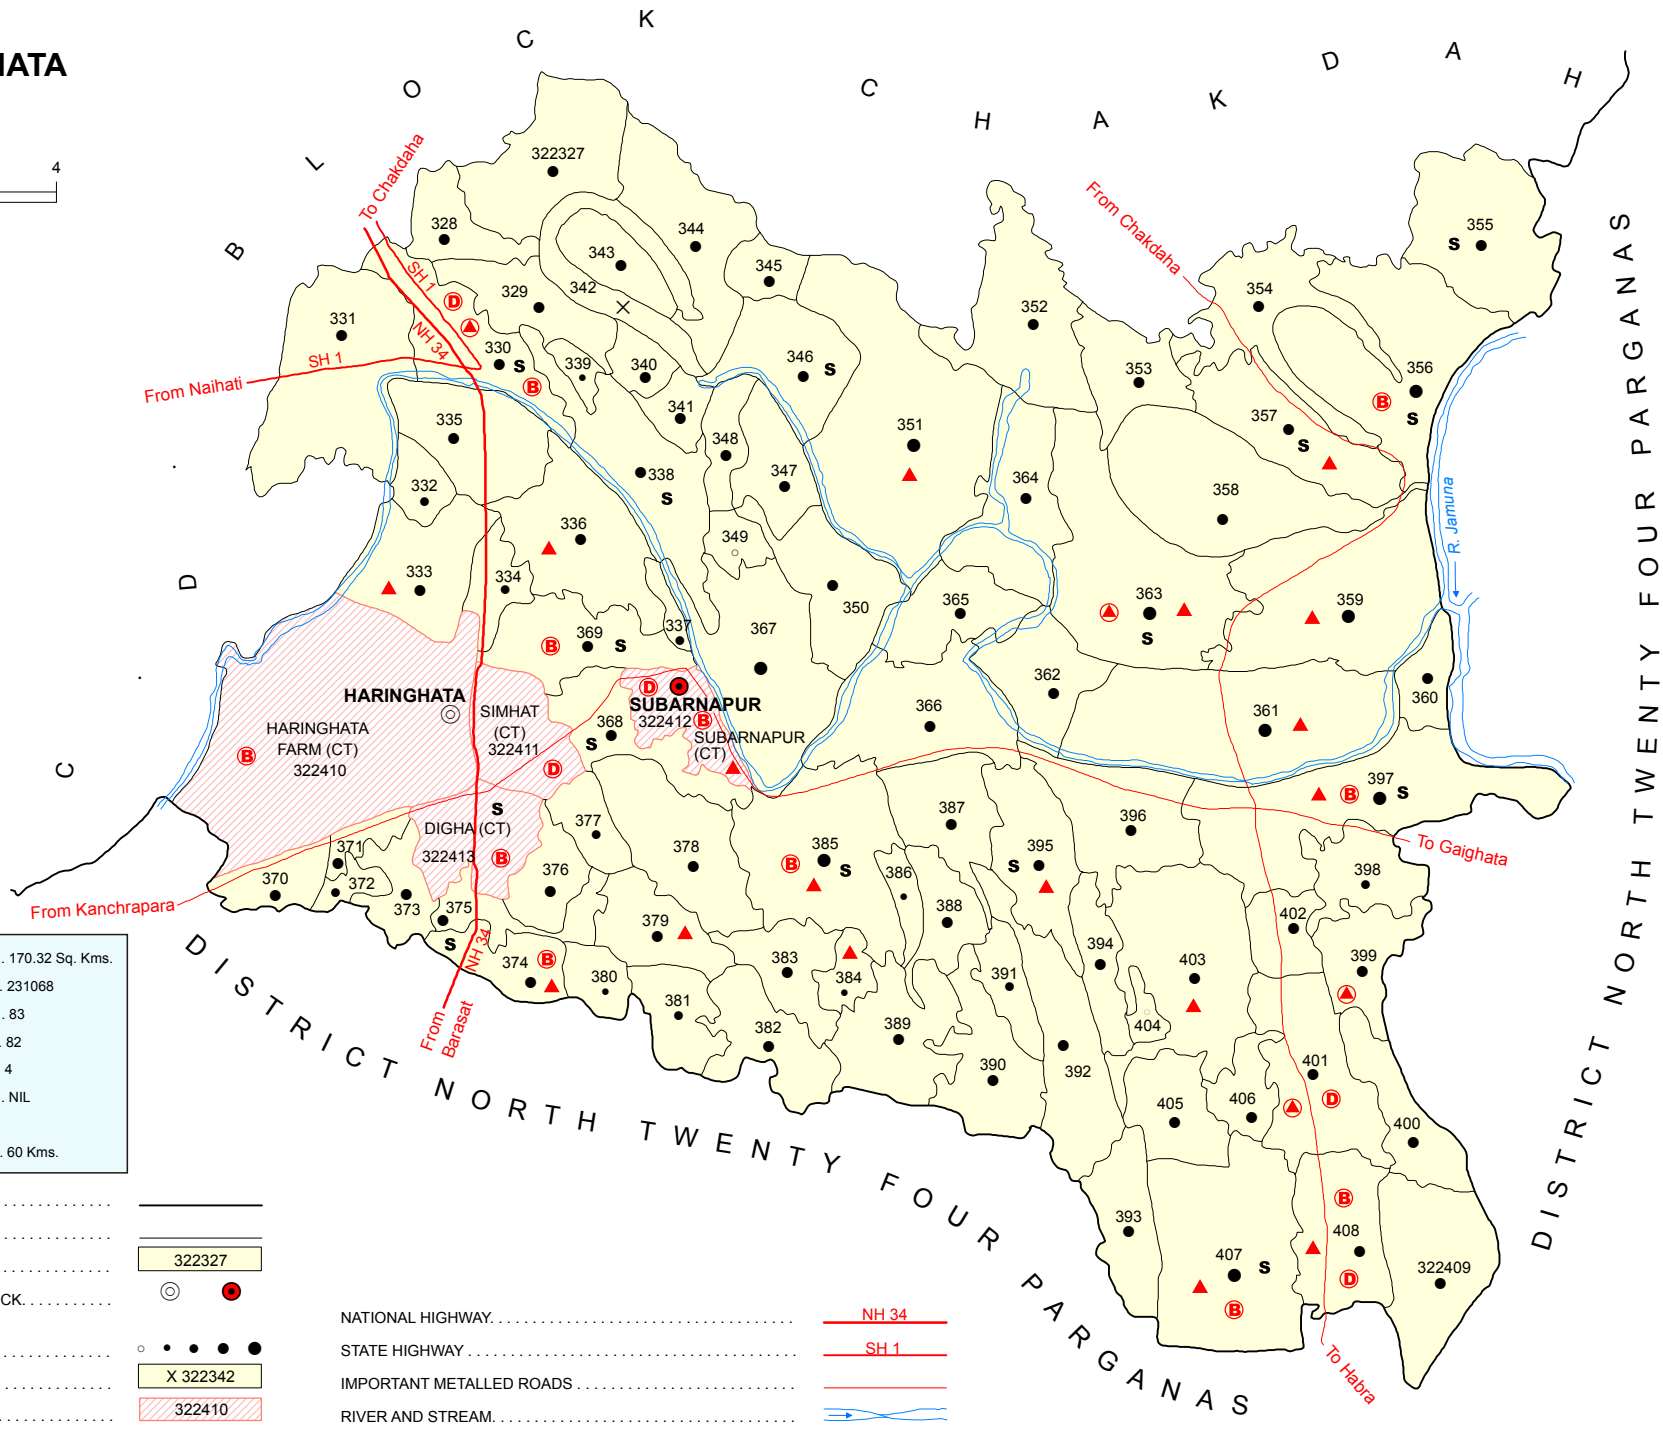 HATA
4
B L O C K C H A K D A H
C. D.
To Chakdaha
From Chakdaha
SH 1
NH 34
SH 1
From Naihati
322327
328
344
355
343
345
342
329
354
352
331
330
S
339
340
346
S
353
356
S
S
341
335
351
357
S
348
338
S
347
332
364
358
336
349
R. Jamuna
333
334
350
365
363
S
359
369
S
337
367
362
360
HARINGHATA
SUBARNAPUR
322412
SUBARNAPUR
(CT)
SIMHAT
(CT)
322411
HARINGHATA
FARM (CT)
322410
368
S
366
361
B
D
397
S
S
DIGHA (CT)
322413
377
387
396
To Gaighata
371
372
378
385
S
386
S
395
398
370
376
373
375
S
From Kanchrapara
NH 34
379
388
402
374
380
383
384
391
394
403
399
381
404
From
Barasat
382
389
392
401
390
405
406
400
393
407
S
408
322409
To Habra
DISTRICT NORTH TWENTY FOUR PARGANAS
DISTRICT NORTH TWENTY FOUR PARGANAS
. 170.32 Sq. Kms.
. 231068
. 83
. 82
4
. NIL
. 60 Kms.
322327
CK
X 322342
322410
NATIONAL HIGHWAY
NH 34
STATE HIGHWAY
SH 1
IMPORTANT METALLED ROADS
RIVER AND STREAM